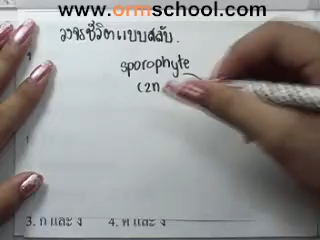 www.ormschool.com
วงจรชีวิตแบบสลับ.
sporophyte
(2n
3. ก และ ง 4. ค และ ง